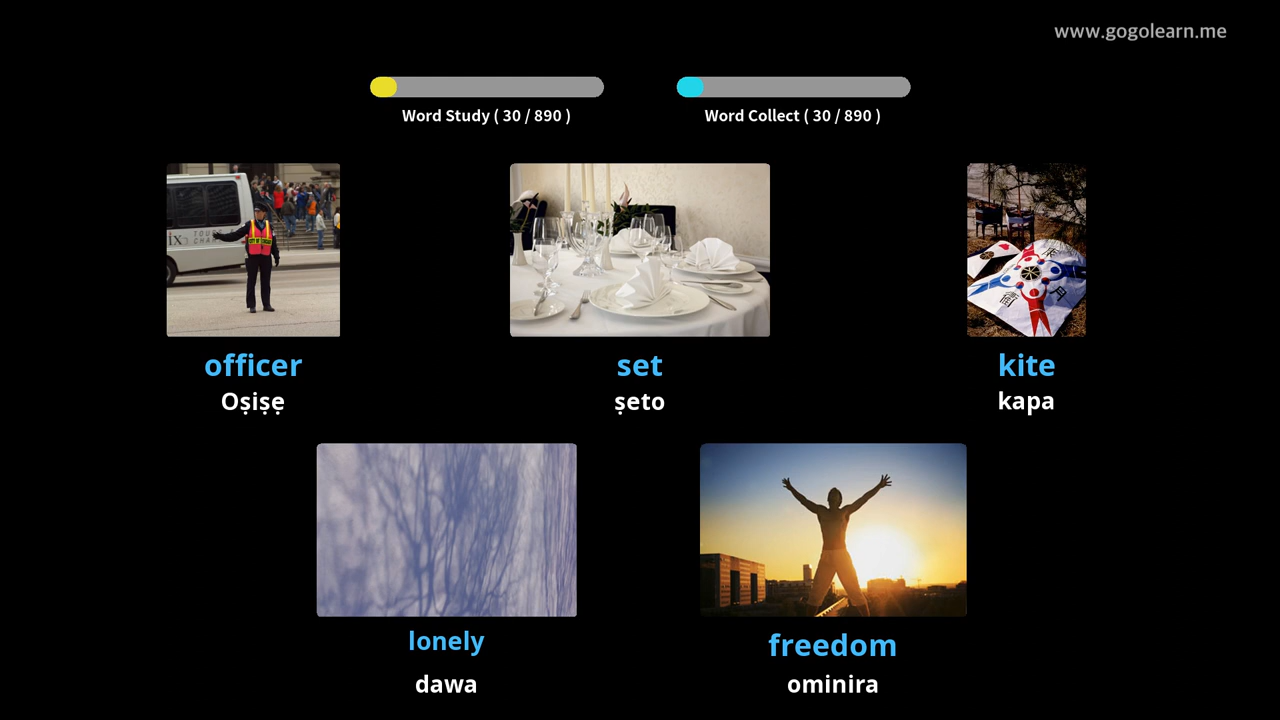 www.gogolearn.me
Word Study ( 30 / 890 )
Word Collect ( 30 / 890 )
officer
Oṣiṣẹ
set
ṣeto
kite
kapa
lonely
dawa
freedom
ominira